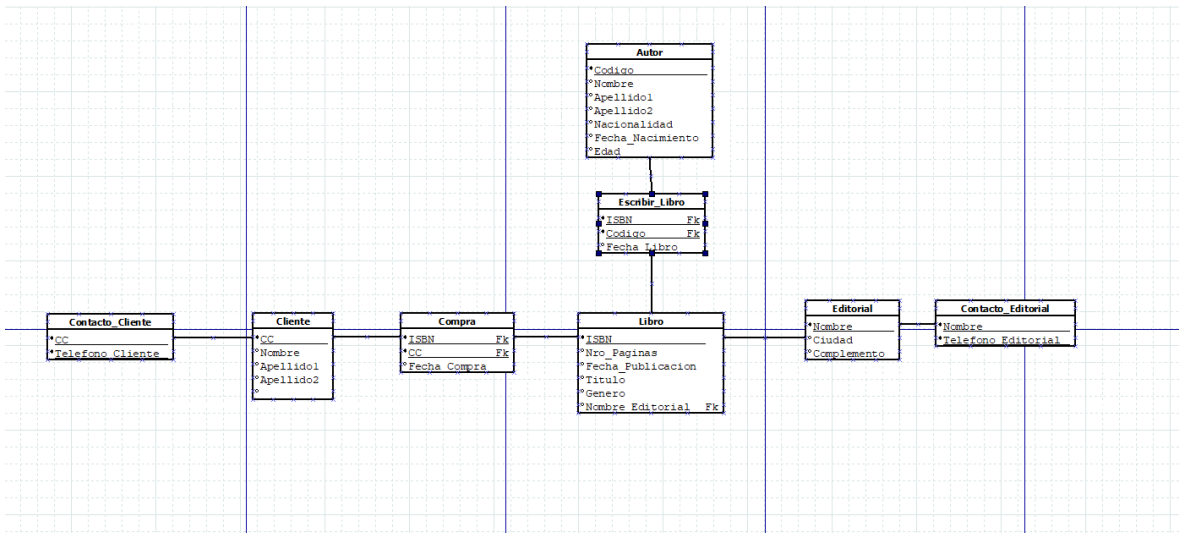 Autor
Codigo
Nombre
Apellido1
Apellido2
Nacionalidad
Fecha_Nacimiento
Edad
Escribir_Libro
ISBN Fk
Codigo Fk
Fecha_Libro
Contacto_Cliente
CC
Telefono_Cliente
Cliente
CC
Nombre
Apellido1
Apellido2
Compra
ISBN Fk
CC Fk
Fecha_Compra
Libro
ISBN
Nro_Paginas
Fecha_Publicacion
Titulo
Genero
Nombre_Editorial Fk
Editorial
Nombre
Ciudad
Complemento
Contacto_Editorial
Nombre
Telefono_Editorial